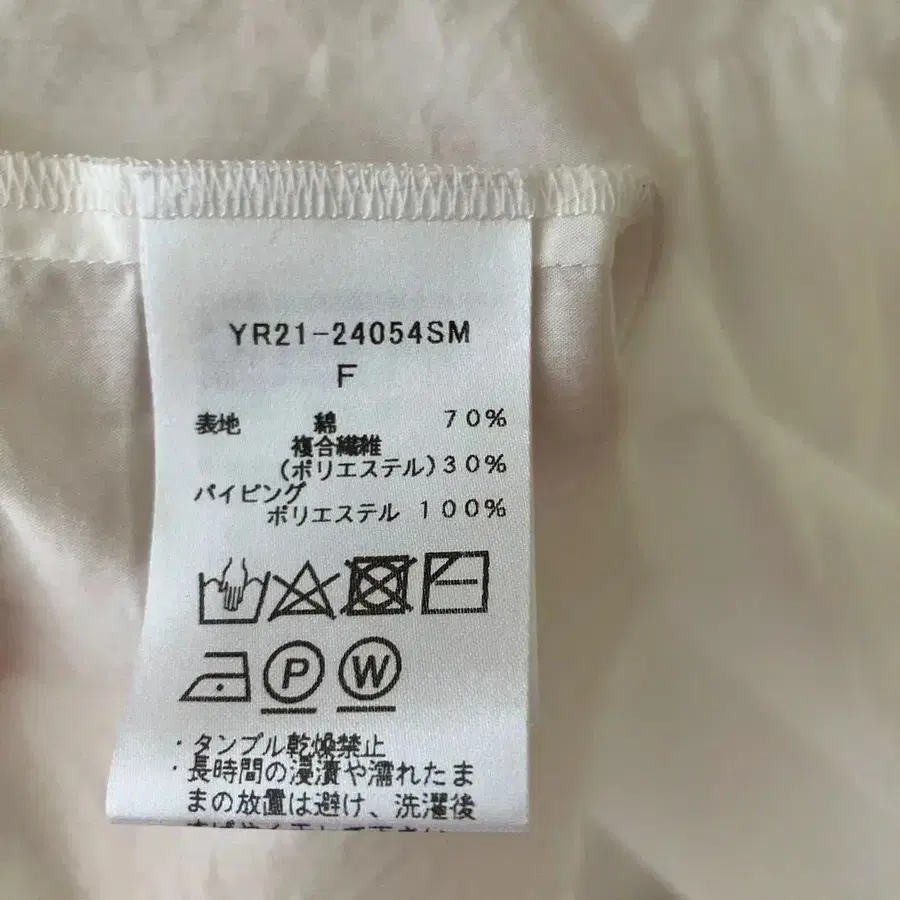 YR21-24054SM
F
表地 綿 70%
複合繊維
(ポリエステル)30%
パイピング
ポリエステル 100%
P W
・タンブル乾燥禁止
・長時間の浸漬や濡れたま
まの放置は避け、洗濯後